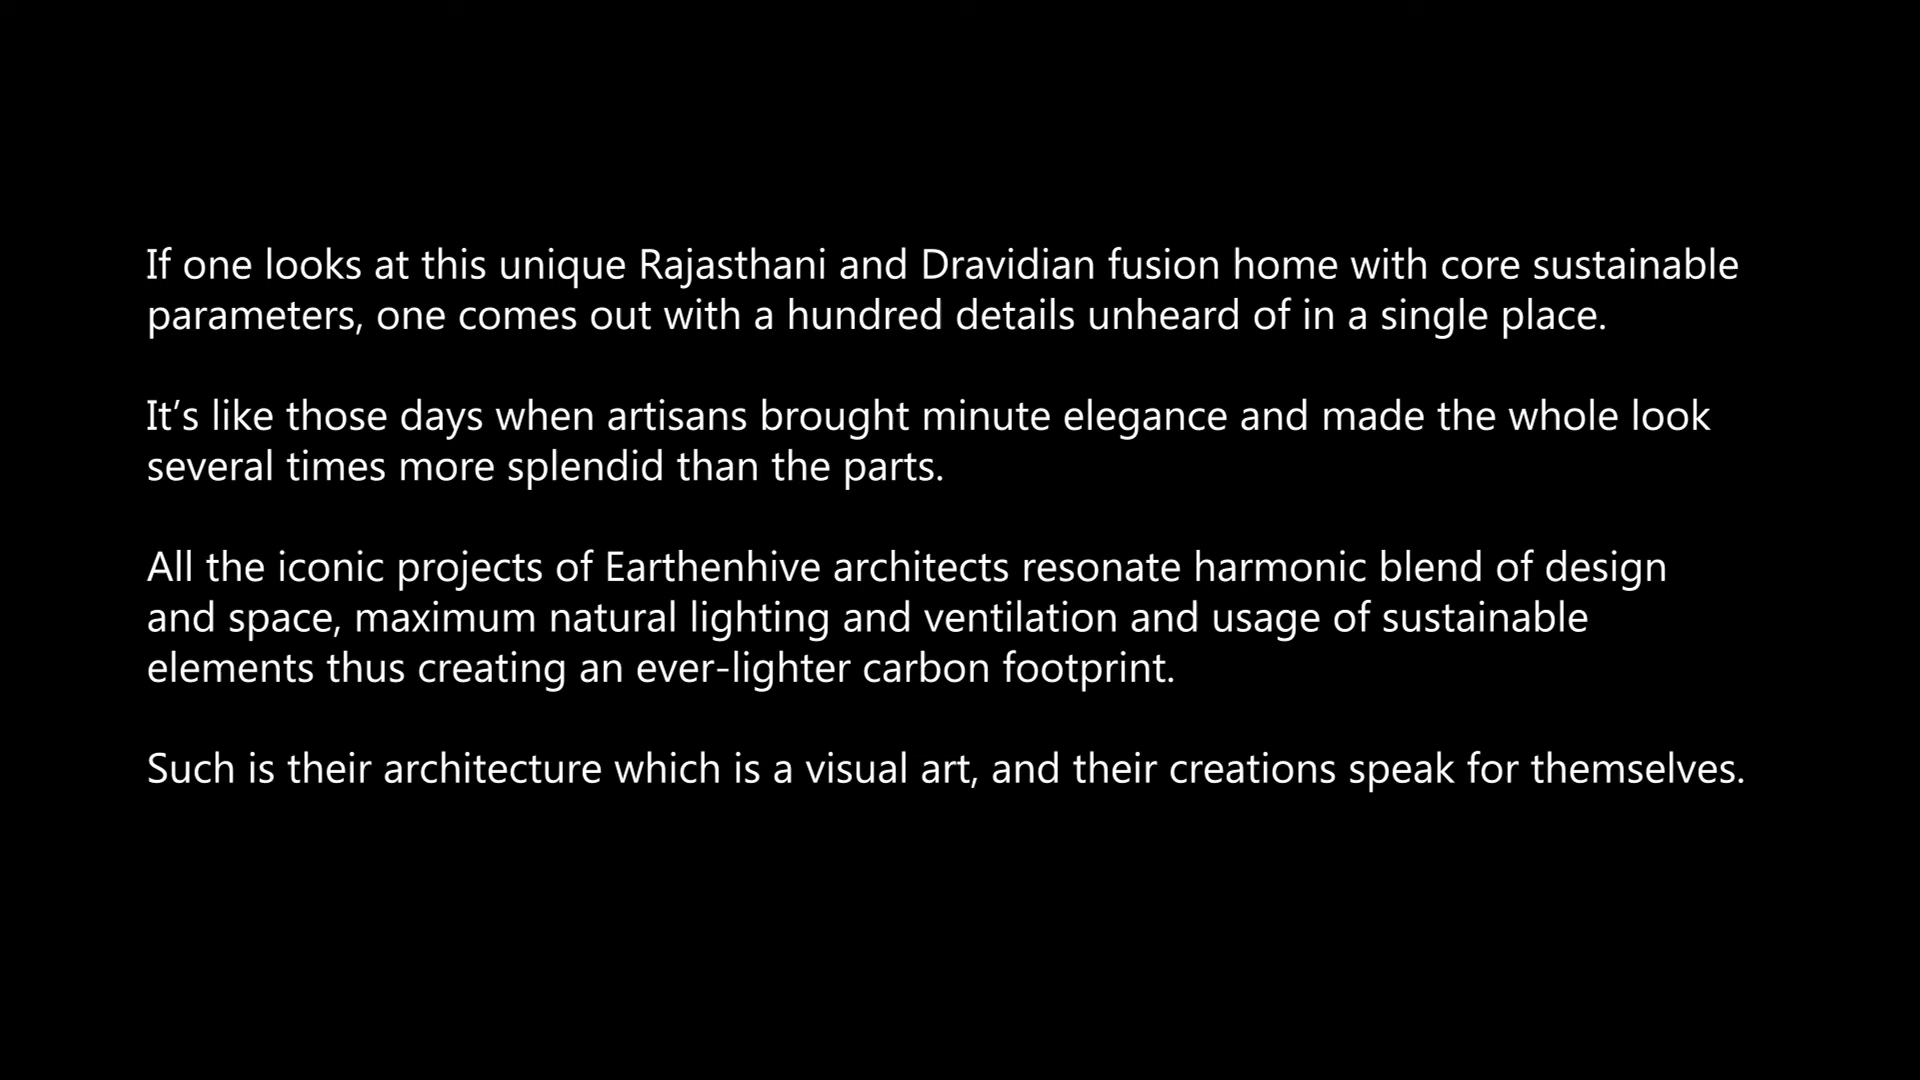 If one looks at this unique Rajasthani and Dravidian fusion home with core sustainable
parameters, one comes out with a hundred details unheard of in a single place.
It’s like those days when artisans brought minute elegance and made the whole look
several times more splendid than the parts.
All the iconic projects of Earthenhive architects resonate harmonic blend of design
and space, maximum natural lighting and ventilation and usage of sustainable
elements thus creating an ever-lighter carbon footprint.
Such is their architecture which is a visual art, and their creations speak for themselves.